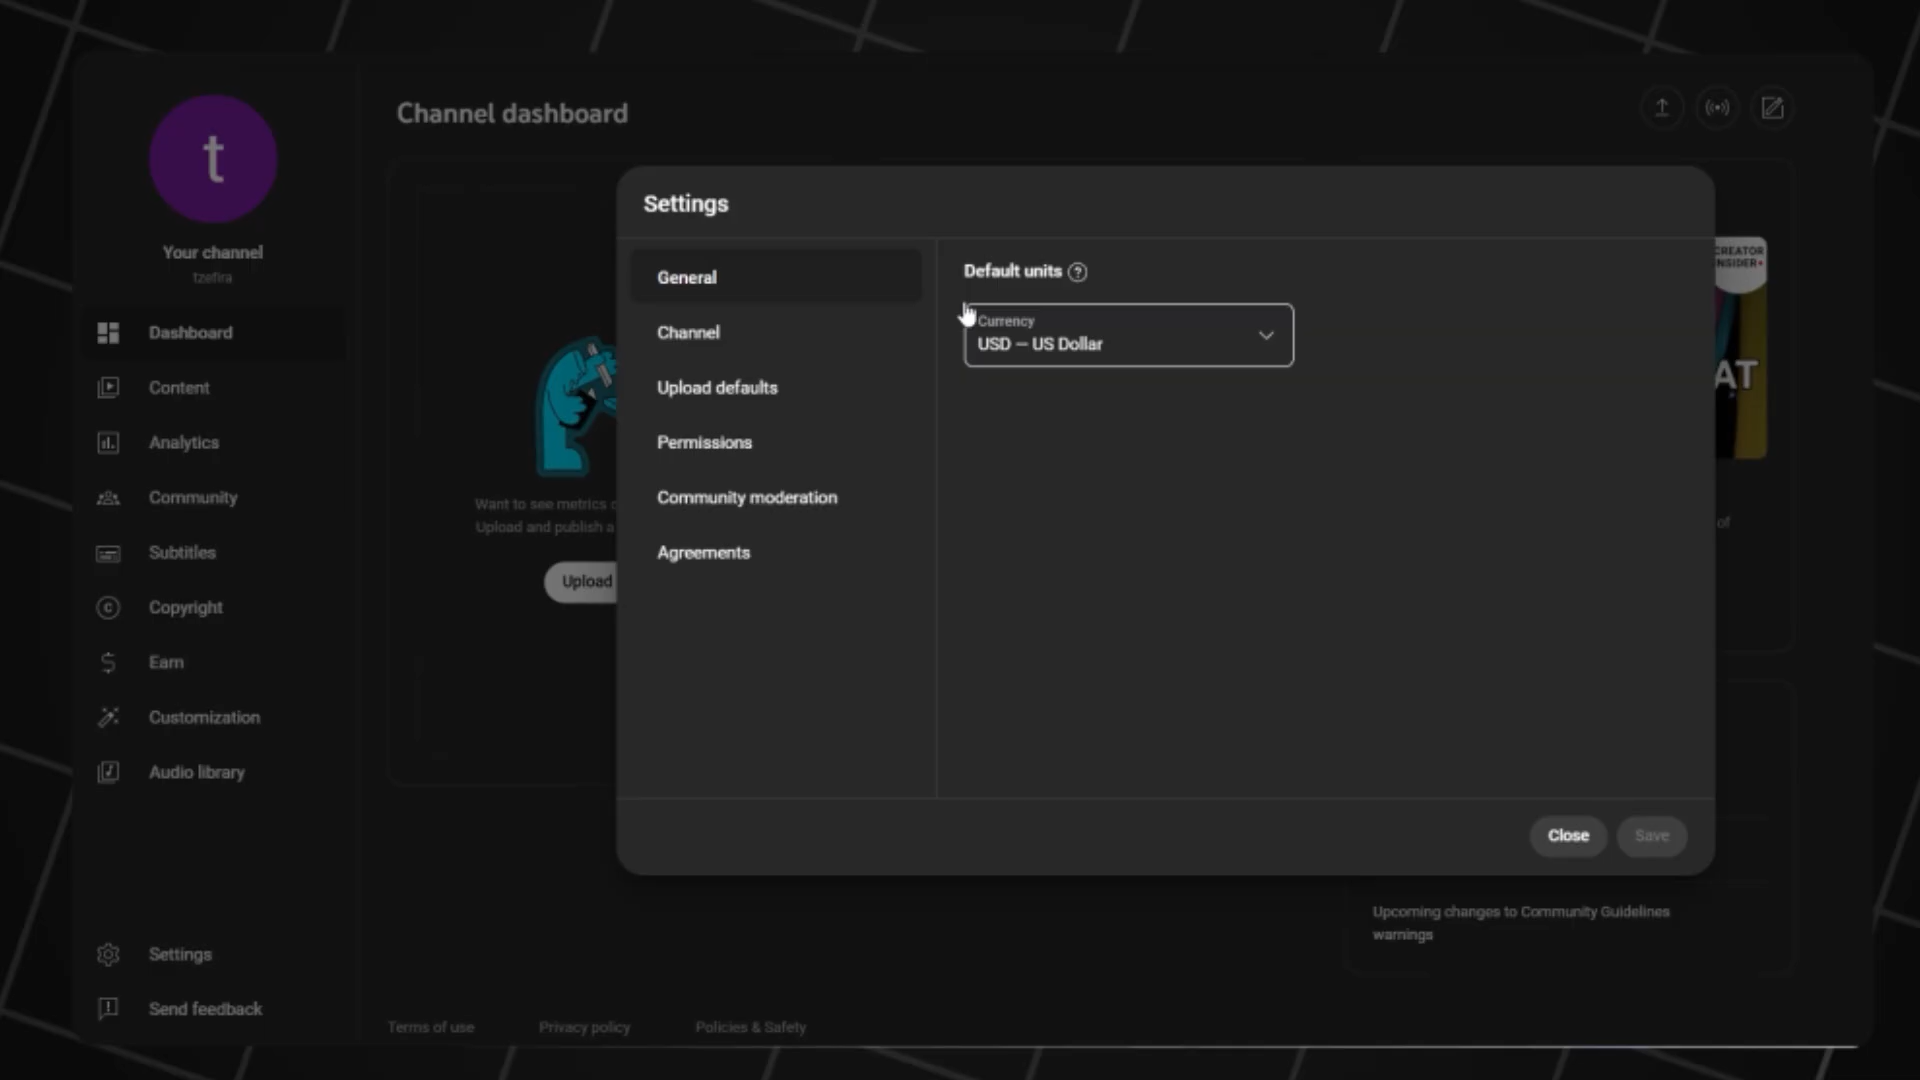 t
Your channel
tzefira
Dashboard
Content
Analytics
Community
Subtitles
Copyright
Earn
Customization
Audio library
Settings
Send feedback
Channel dashboard
Want to see metrics
Upload and publish a
Upload
CREATOR
INSIDER
AT
of
Settings
General
Channel
Upload defaults
Permissions
Community moderation
Agreements
Default units ?
Currency
USD – US Dollar
Close
Save
Upcoming changes to Community Guidelines
warnings
Terms of use
Privacy policy
Policies & Safety